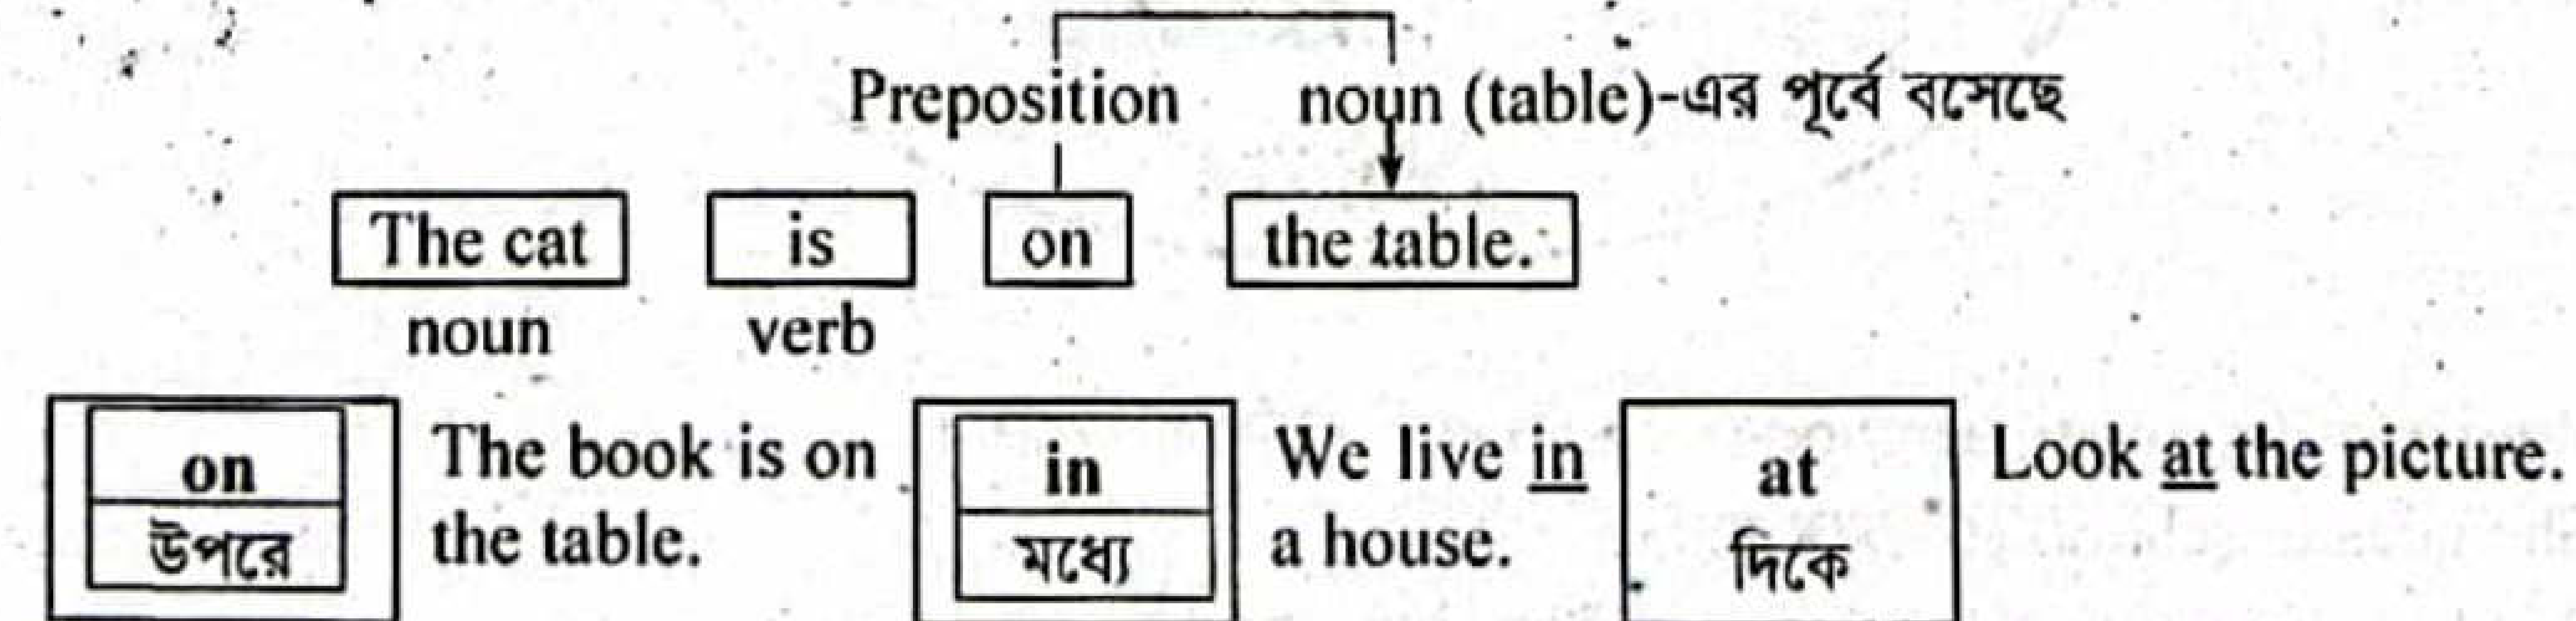 Preposition noun (table)-এর পূর্বে বসেছে
The cat is on the table.
noun verb
on The book is on in We live in at Look at the picture.
উপরে the table. মধ্যে a house. দিকে